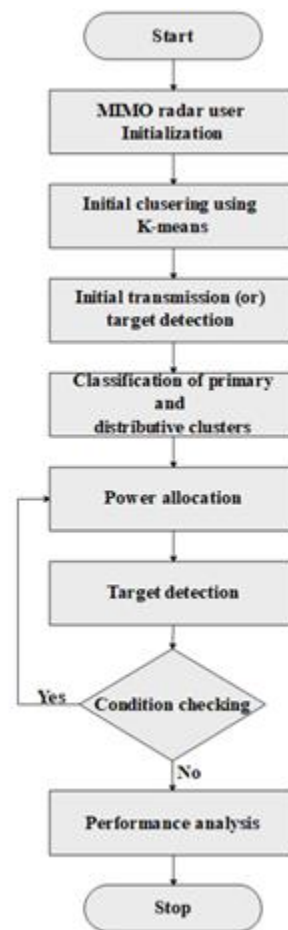 Start
MIMO radar user
Initialization
Initial clusering using
K-means
Initial transmission (or)
target detection
Classification of primary
and
distributive clusters
Power allocation
Target detection
Condition checking
Yes
No
Performance analysis
Stop